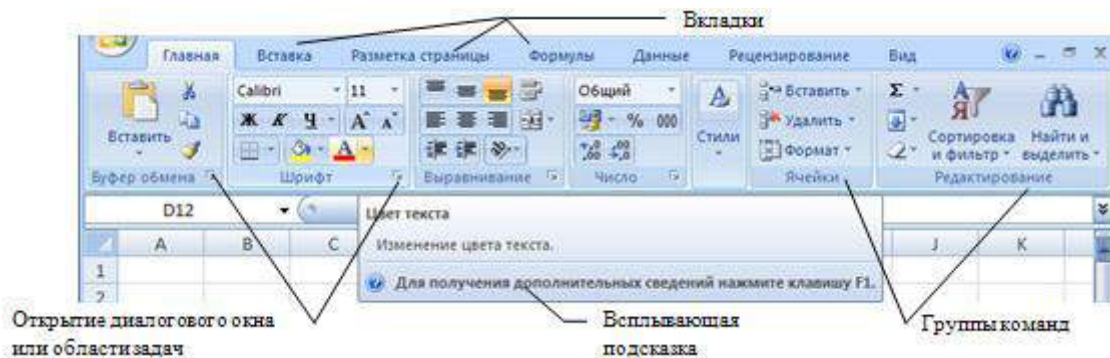 Вкладки
Главная Вставка Разметка страницы Формулы Данные Рецензирование Вид
Calibri 11 Общий Вставить Σ
Ж К Ч А А % 000 Удалить
Вставить Стили Формат Сортировка и фильтр Найти и выделить
Буфер обмена Шрифт Выравнивание Число Ячейки Редактирование
D12
Цвет текста
A B C J K
Изменение цвета текста.
1
Для получения дополнительных сведений нажмите клавишу F1.
2
Открытие диалогового окна
или области задач
Всплывающая
подсказка
Группы команд